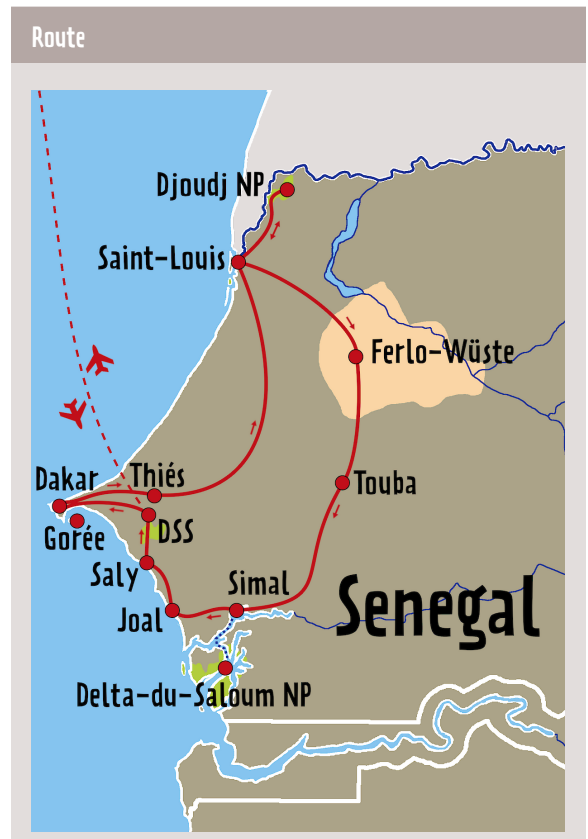 Route
Djoudj NP
Saint-Louis
Ferlo-Wüste
Dakar
Thiés
Touba
DSS
Gorée
Saly
Simal
Senegal
Joal
Delta-du-Saloum NP